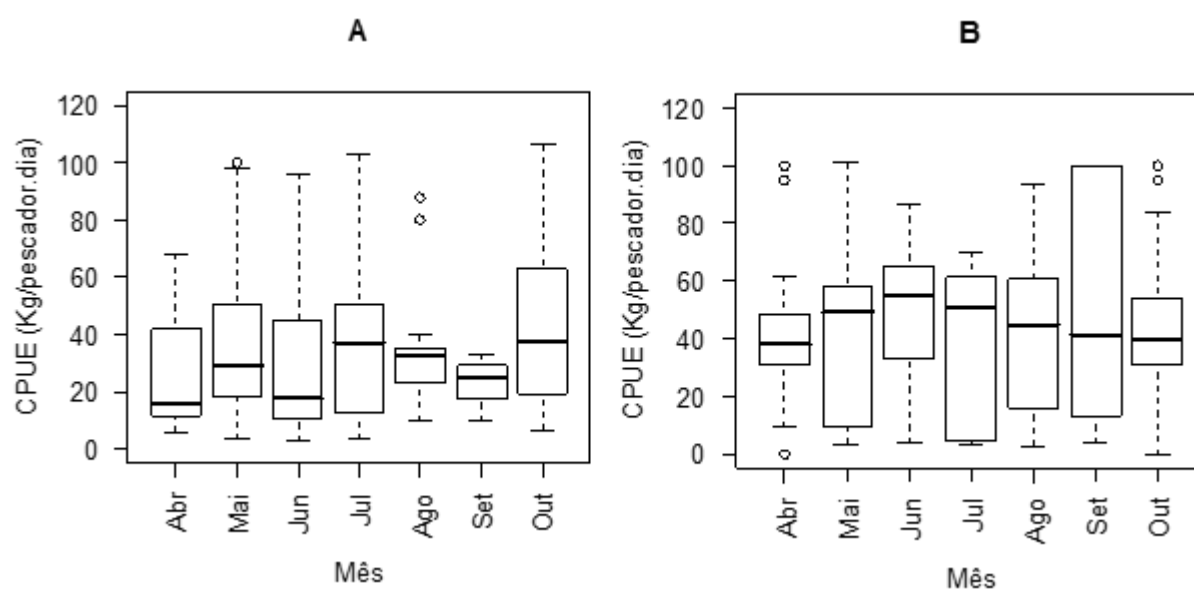 A
CPUE (Kg/pescador.dia)
120
100
80
60
40
20
0
Abr
Mai
Jun
Jul
Ago
Set
Out
Mês
B
CPUE (Kg/pescador.dia)
120
100
80
60
40
20
0
Abr
Mai
Jun
Jul
Ago
Set
Out
Mês